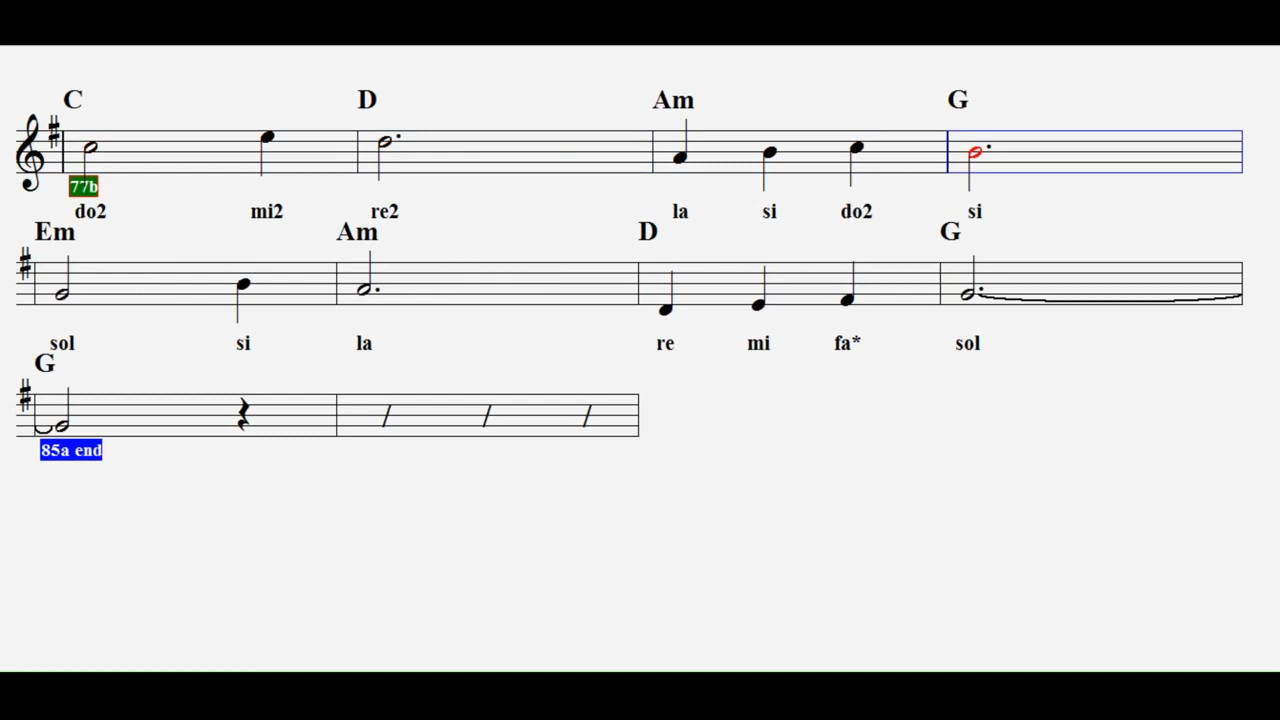 C D Am G
77b
do2 mi2 re2 la si do2 si
Em Am D G
sol si la re mi fa* sol
G
85a end